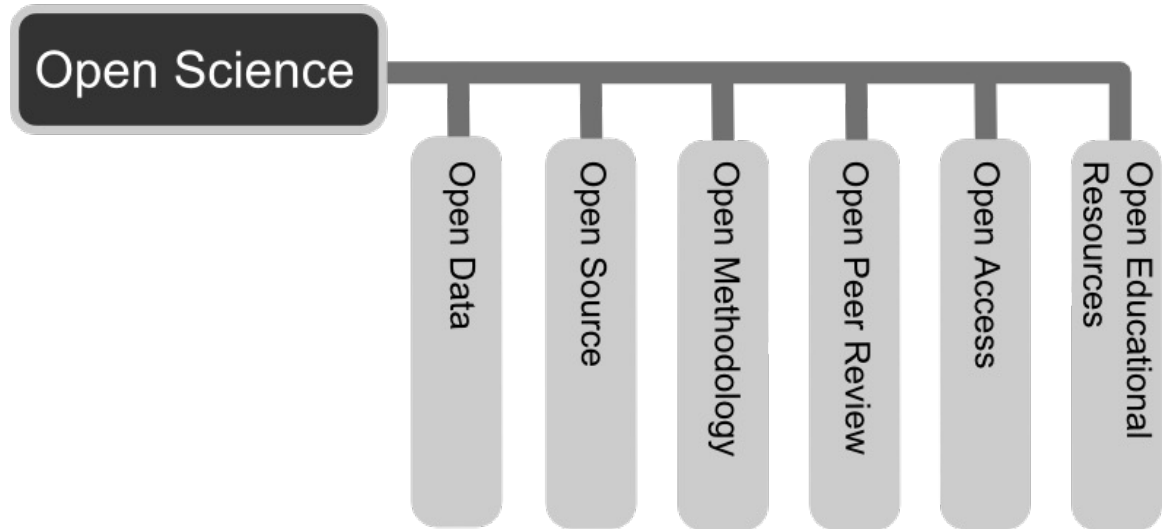 Open Science
Open Data
Open Source
Open Methodology
Open Peer Review
Open Access
Open Educational
Resources